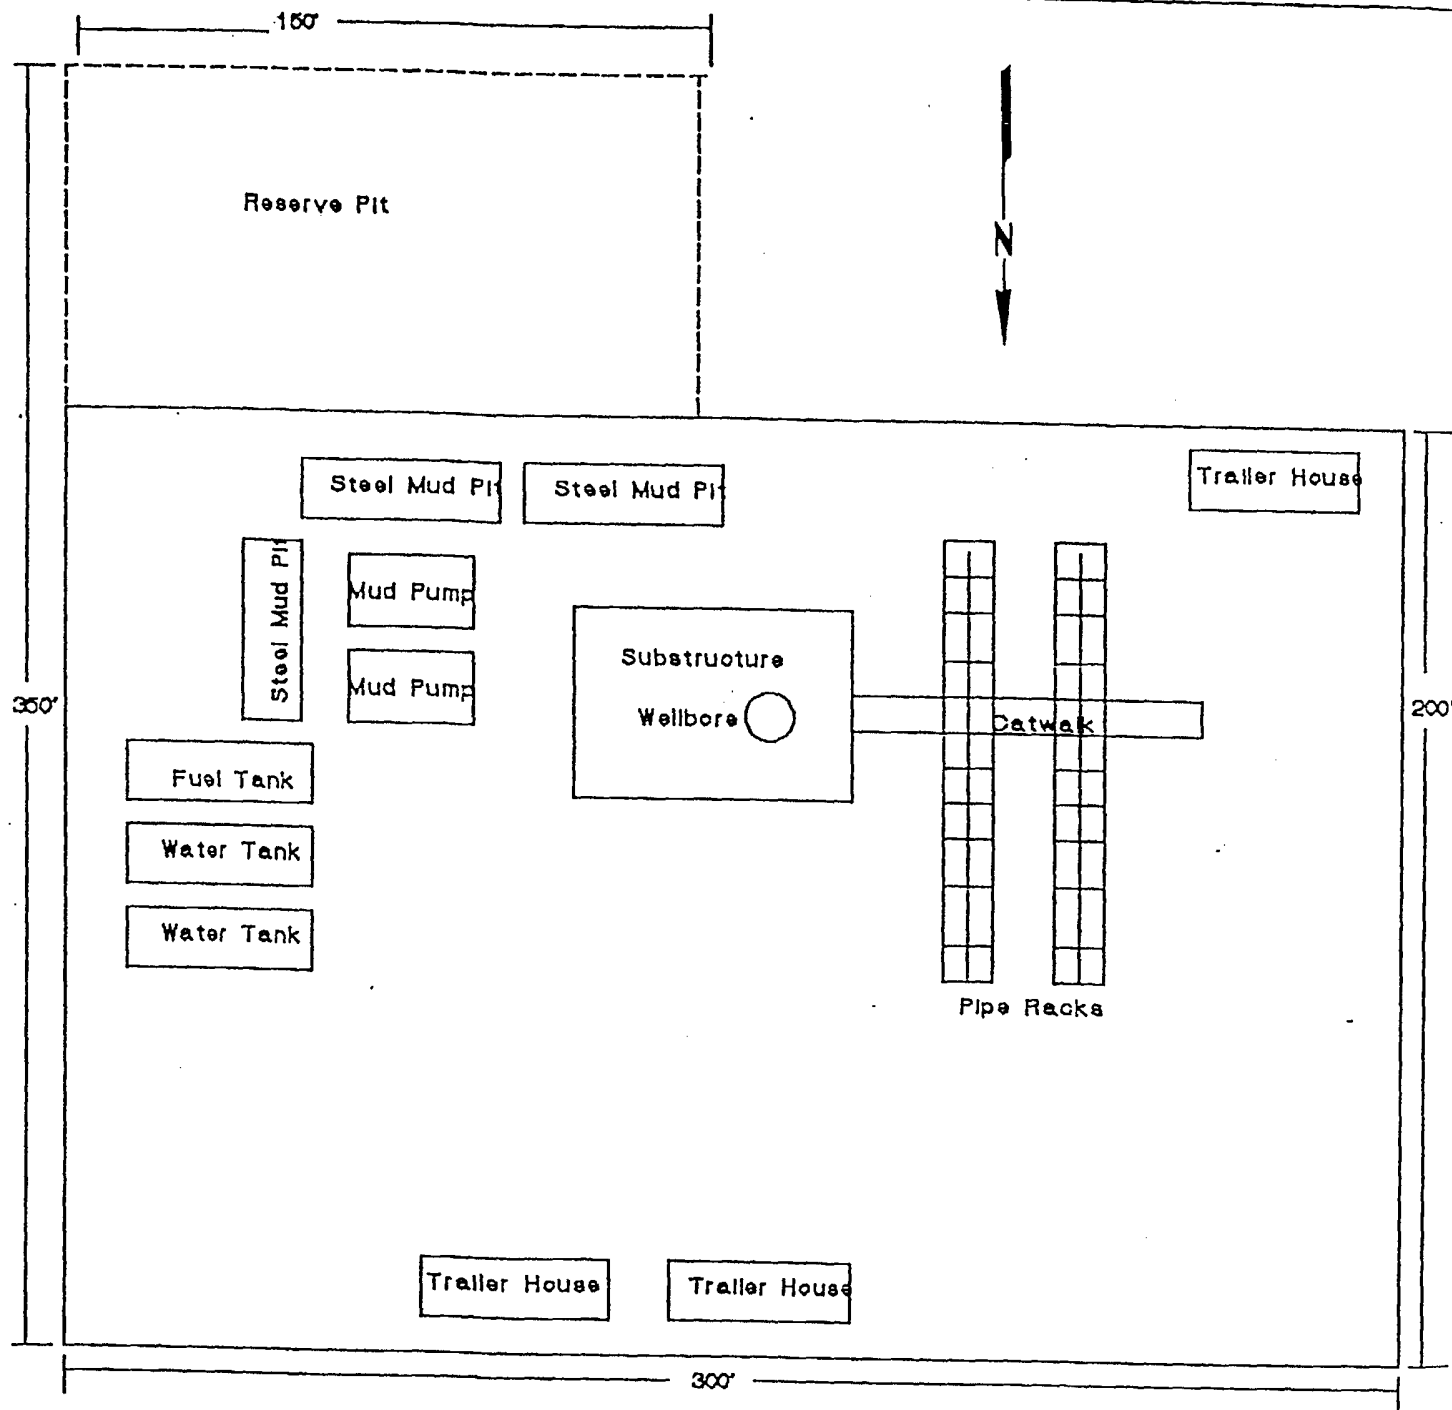 150'
Reserve Pit
N
Steel Mud Pit
Steel Mud Pit
Trailer House
Steel Mud Pit
Mud Pump
Mud Pump
Substructure
Wellbore
Catwalk
350'
200'
Fuel Tank
Water Tank
Water Tank
Pipe Racks
Trailer House
Trailer House
300'